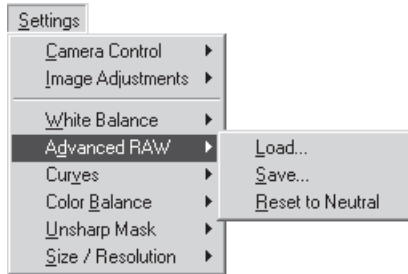 Settings
Camera Control
Image Adjustments
White Balance
Advanced RAW
Curves
Color Balance
Unsharp Mask
Size / Resolution
Load...
Save...
Reset to Neutral